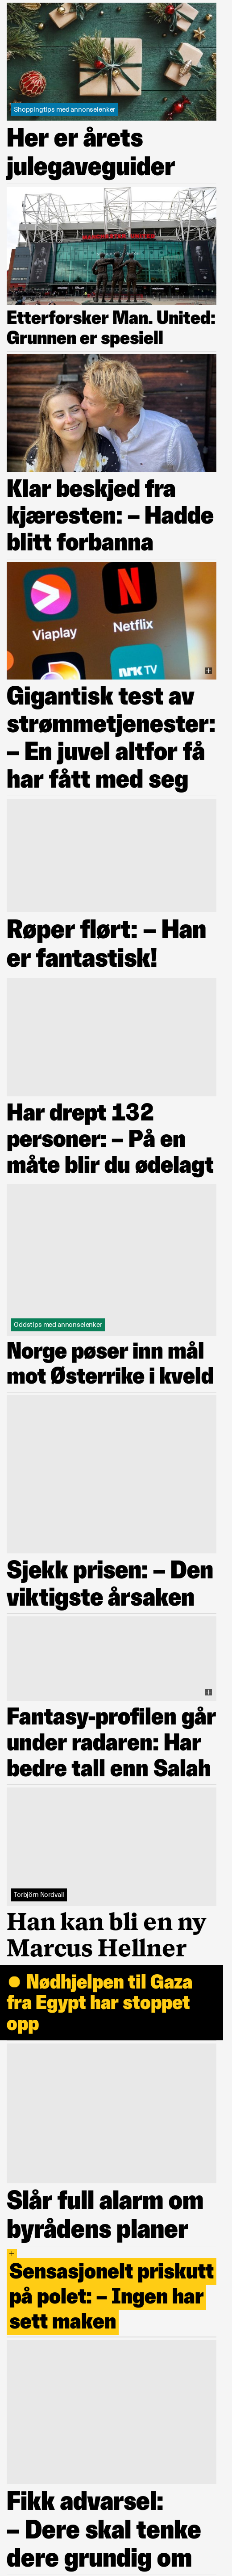 Shoppingtips med annonselenker
Her er årets
julegaveguider
Etterforsker Man. United:
Grunnen er spesiell
Klar beskjed fra
kjæresten: – Hadde
blitt forbanna
Viaplay
Netflix
NRK TV
Gigantisk test av
strømmetjenester:
– En juvel altfor få
har fått med seg
Røper flørt: – Han
er fantastisk!
Har drept 132
personer: – På en
måte blir du ødelagt
Oddstips med annonselenker
Norge pøser inn mål
mot Østerrike i kveld
Sjekk prisen: – Den
viktigste årsaken
Fantasy-profilen går
under radaren: Har
bedre tall enn Salah
Torbjörn Nordvall
Han kan bli en ny
Marcus Hellner
● Nødhjelpen til Gaza
fra Egypt har stoppet
opp
Slår full alarm om
byrådens planer
+
Sensasjonelt priskutt
på polet: – Ingen har
sett maken
Fikk advarsel:
– Dere skal tenke
dere grundig om